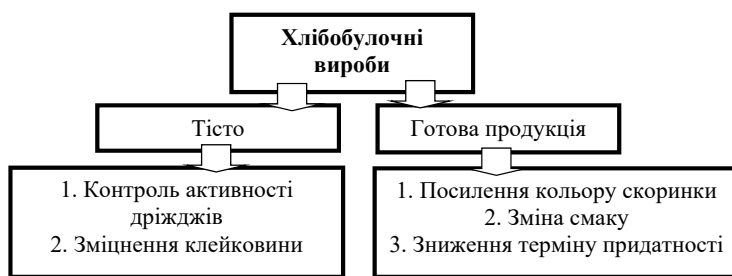 Хлібобулочні
вироби
Тісто
Готова продукція
1. Контроль активності
дріжджів
2. Зміцнення клейковини
1. Посилення кольору скоринки
2. Зміна смаку
3. Зниження терміну придатності